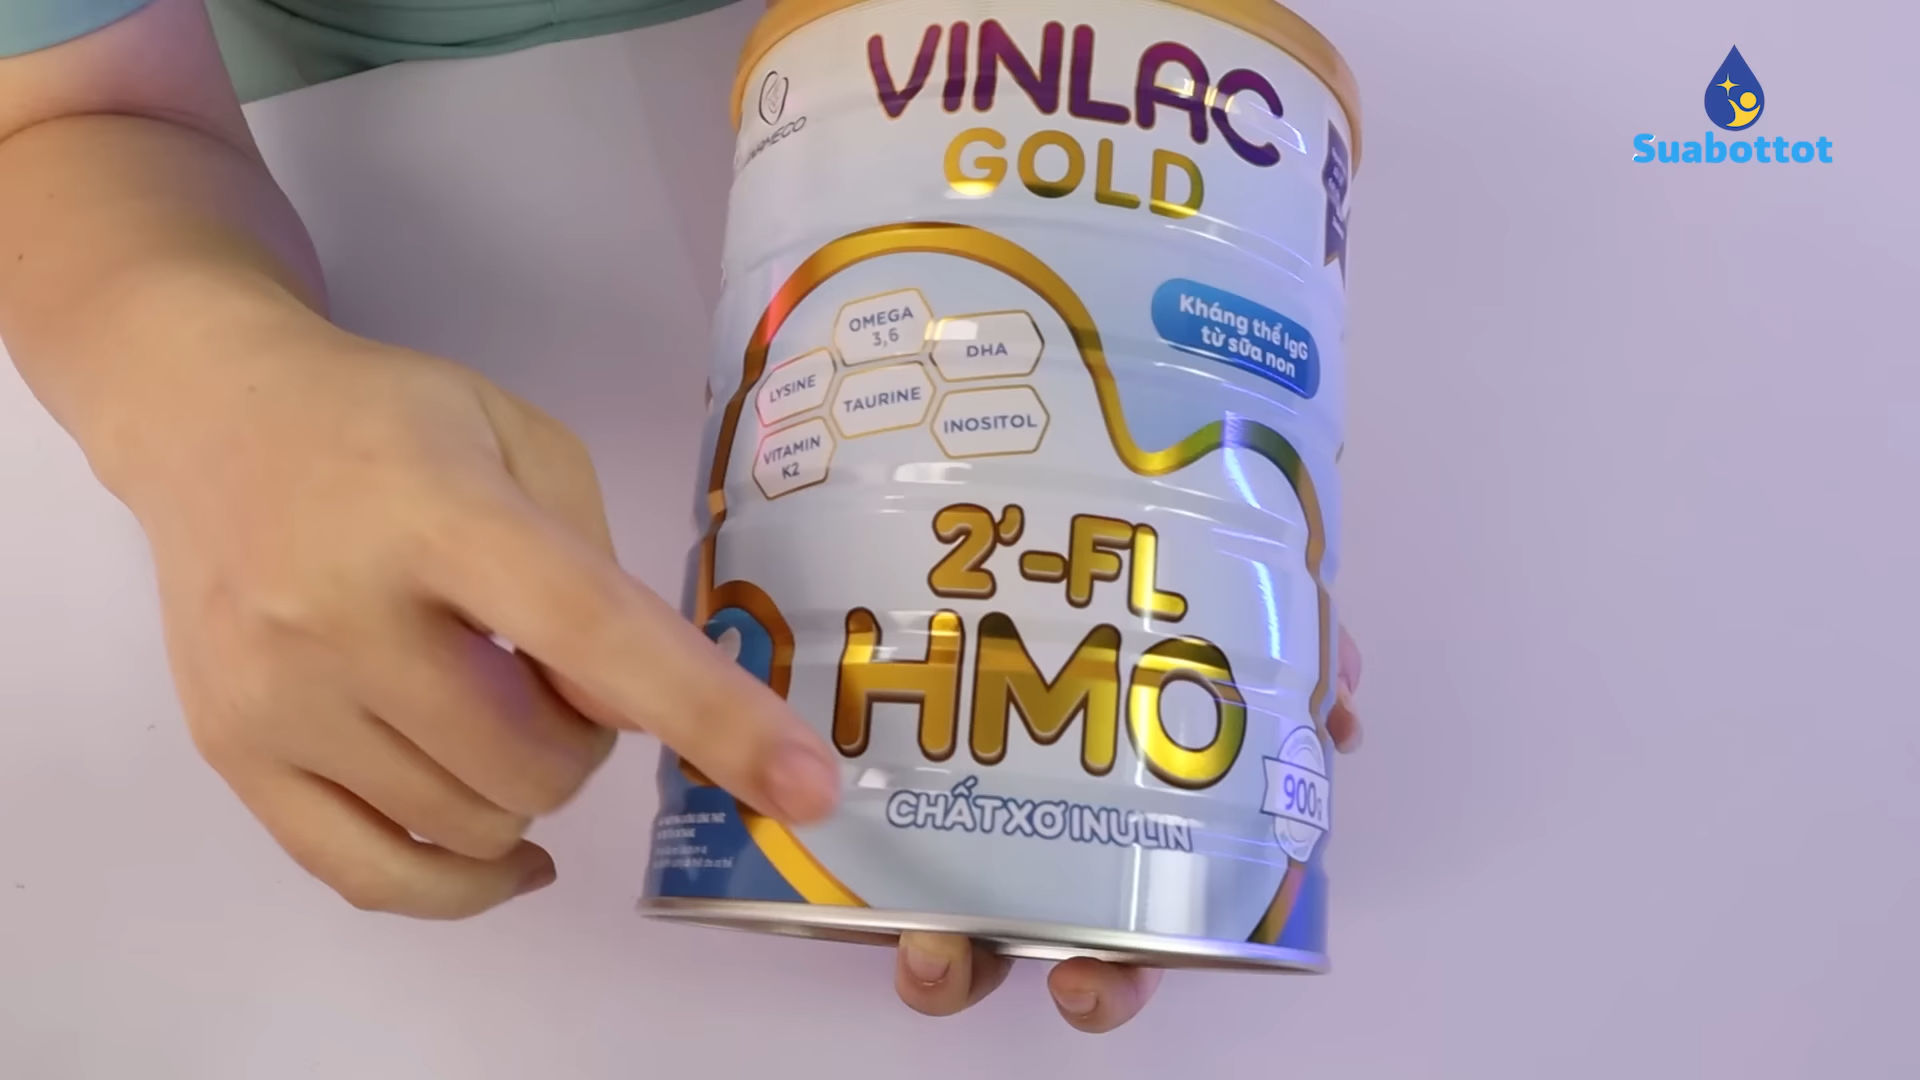 VINLAC
GOLD
Suabottot
Kháng thể IgG
từ sữa non
OMEGA
3,6
DHA
LYSINE
TAURINE
INOSITOL
VITAMIN
K2
2'-FL
HMO
CHẤT XƠ INULIN
900g